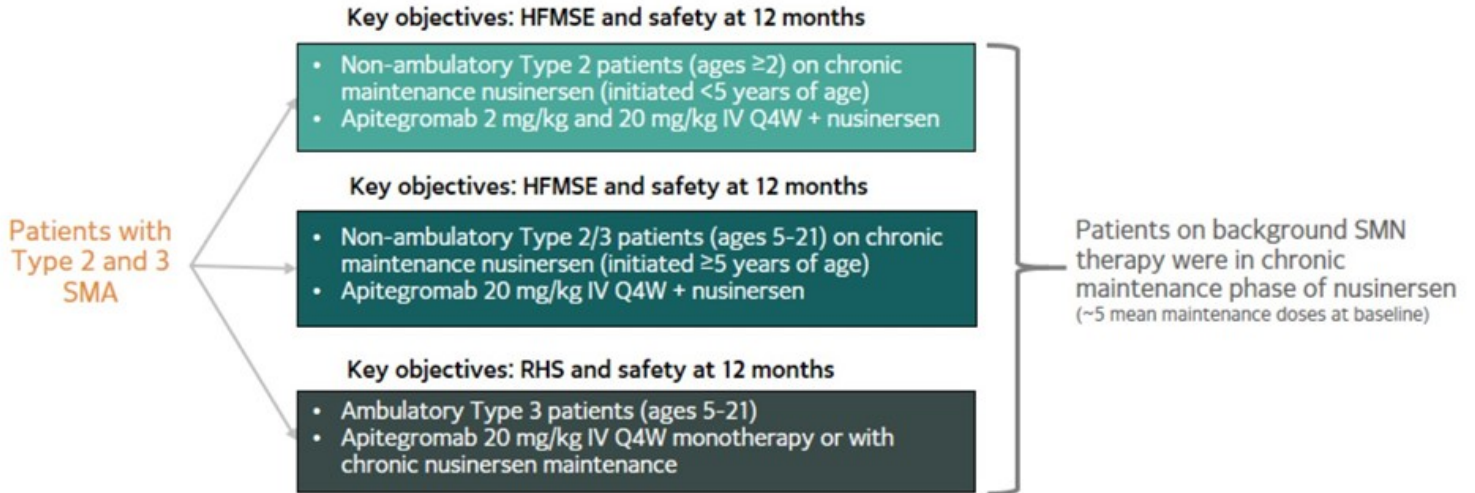 Key objectives: HFMSE and safety at 12 months
• Non-ambulatory Type 2 patients (ages ≥2) on chronic
maintenance nusinersen (initiated <5 years of age)
• Apitegromab 2 mg/kg and 20 mg/kg IV Q4W + nusinersen
Key objectives: HFMSE and safety at 12 months
• Non-ambulatory Type 2/3 patients (ages 5-21) on chronic
maintenance nusinersen (initiated ≥5 years of age)
• Apitegromab 20 mg/kg IV Q4W + nusinersen
Key objectives: RHS and safety at 12 months
• Ambulatory Type 3 patients (ages 5-21)
• Apitegromab 20 mg/kg IV Q4W monotherapy or with
chronic nusinersen maintenance
Patients with
Type 2 and 3
SMA
Patients on background SMN
therapy were in chronic
maintenance phase of nusinersen
(~5 mean maintenance doses at baseline)